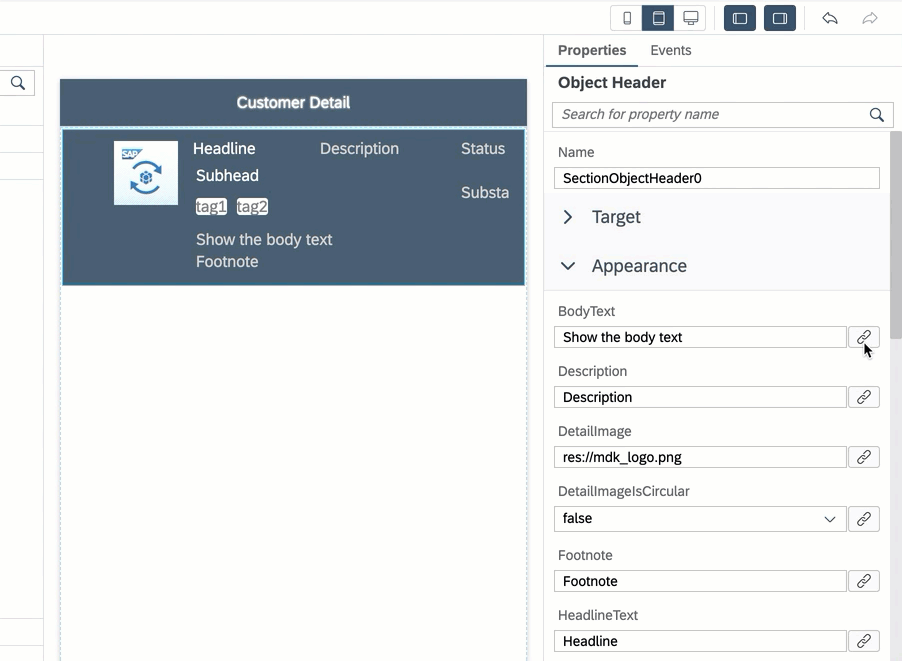 Properties Events
Object Header
Search for property name
Name
SectionObjectHeader0
Target
Appearance
BodyText
Show the body text
Description
Description
DetailImage
res://mdk_logo.png
DetailImageIsCircular
false
Footnote
Footnote
HeadlineText
Headline
Customer Detail
SAP
Headline Description Status
Subhead
Substa
tag1 tag2
Show the body text
Footnote